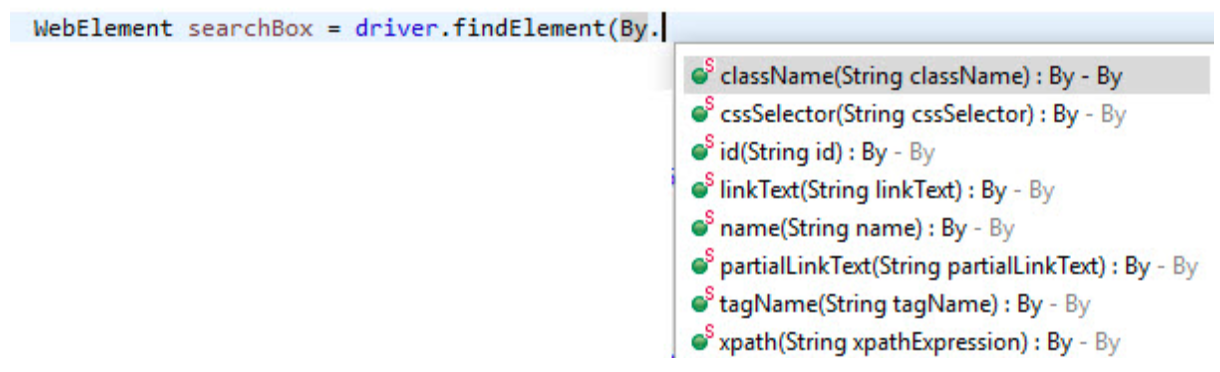 WebElement searchBox = driver.findElement(By.
className(String className) : By - By
cssSelector(String cssSelector) : By - By
id(String id) : By - By
linkText(String linkText) : By - By
name(String name) : By - By
partialLinkText(String partialLinkText) : By - By
tagName(String tagName) : By - By
xpath(String xpathExpression) : By - By